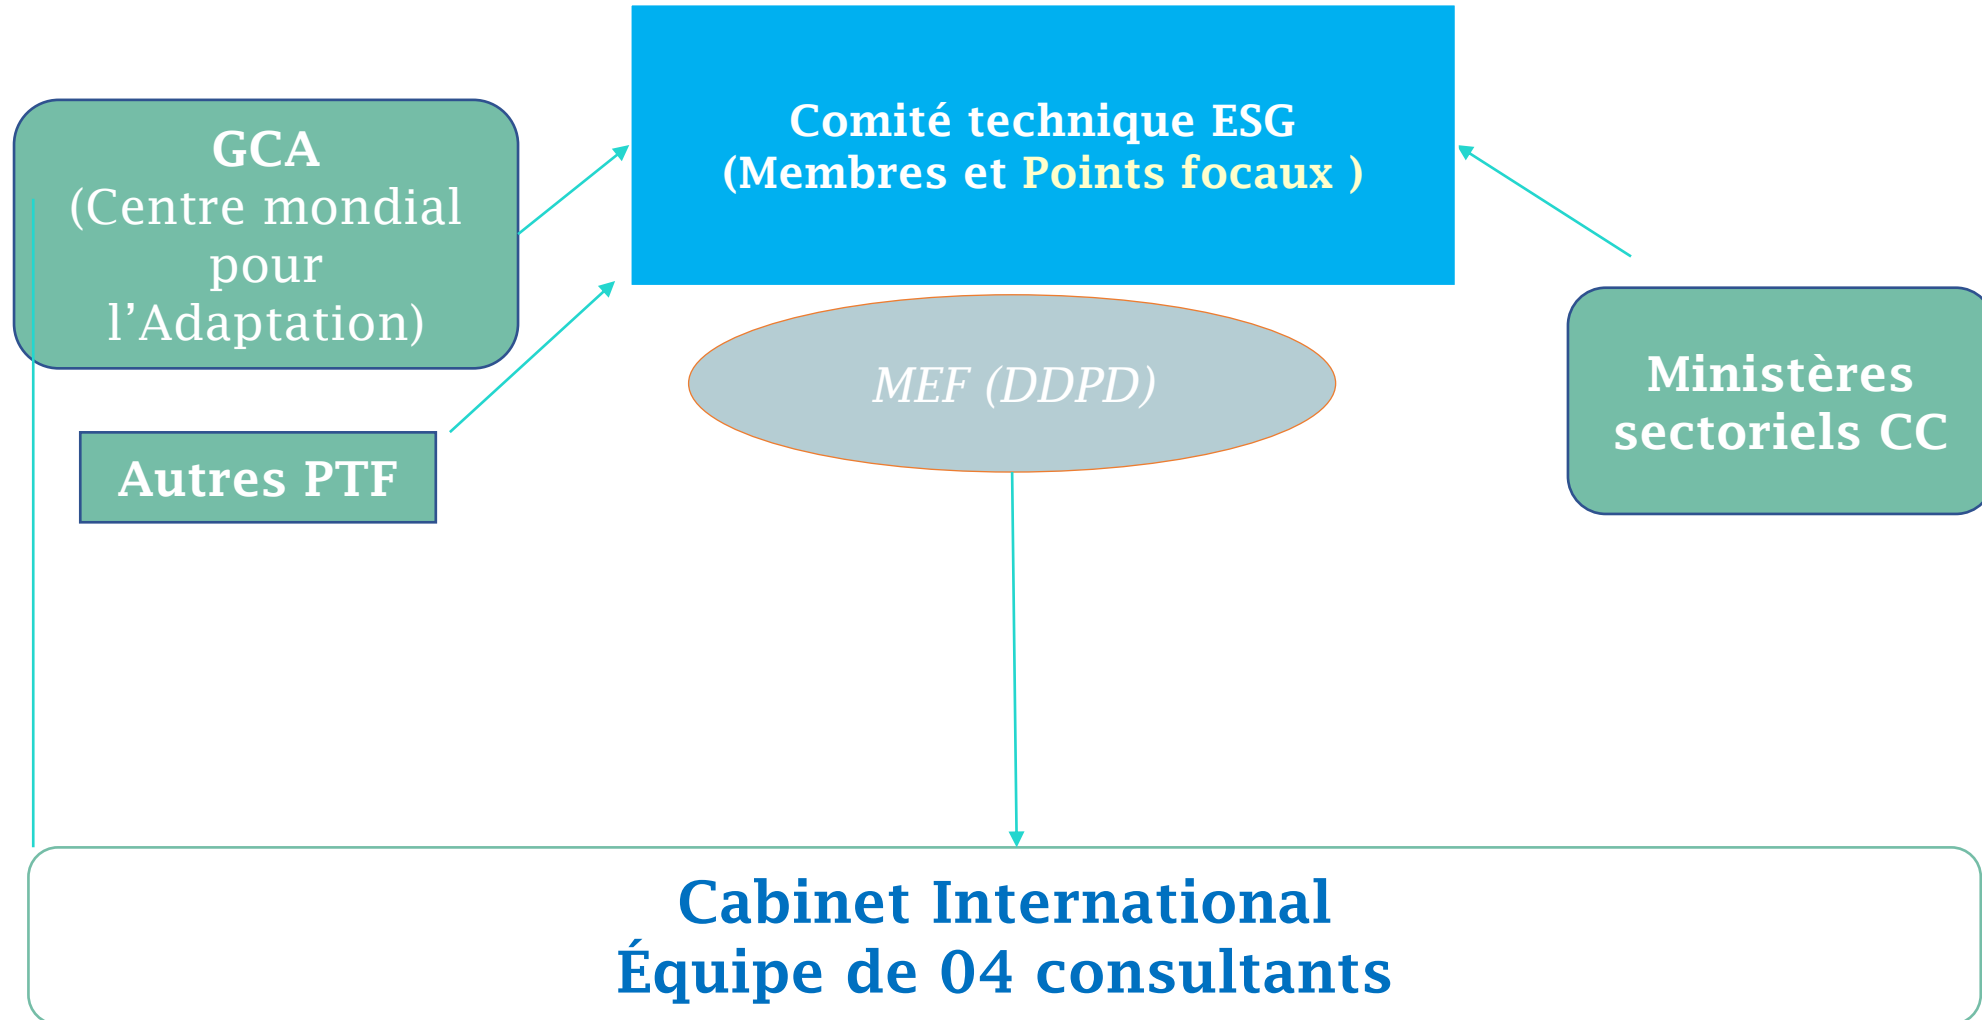 Comité technique ESG
(Membres et Points focaux )
GCA
(Centre mondial
pour
l’Adaptation)
MEF (DDPD)
Ministères
sectoriels CC
Autres PTF
Cabinet International
Équipe de 04 consultants